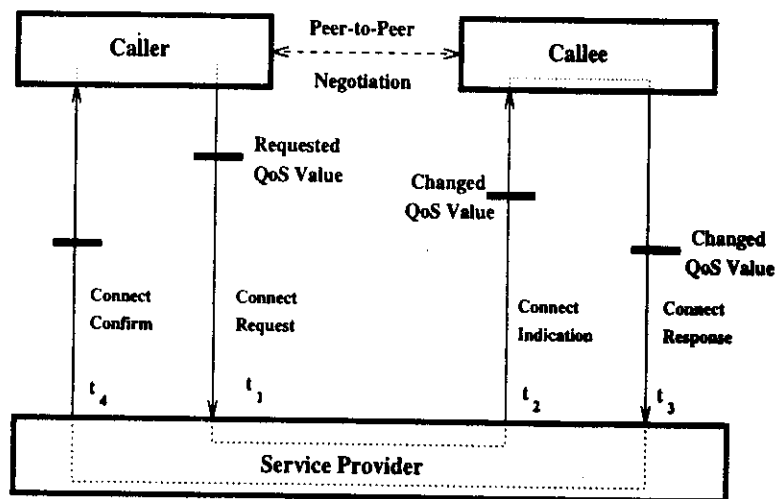 Caller
Peer-to-Peer
Negotiation
Callee
Requested
QoS Value
Changed
QoS Value
Changed
QoS Value
Connect
Confirm
Connect
Request
Connect
Indication
Connect
Response
t4
t1
t2
t3
Service Provider